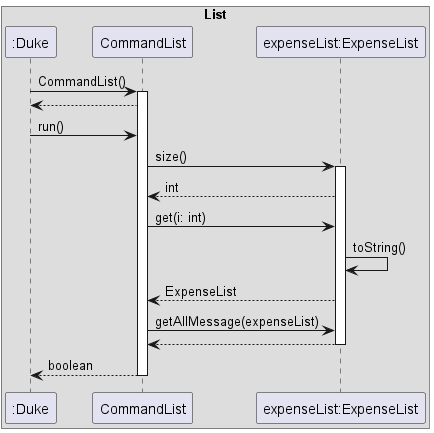 List
:Duke
CommandList
expenseList:ExpenseList
CommandList()
run()
size()
int
get(i: int)
toString()
ExpenseList
getAllMessage(expenseList)
boolean
:Duke
CommandList
expenseList:ExpenseList